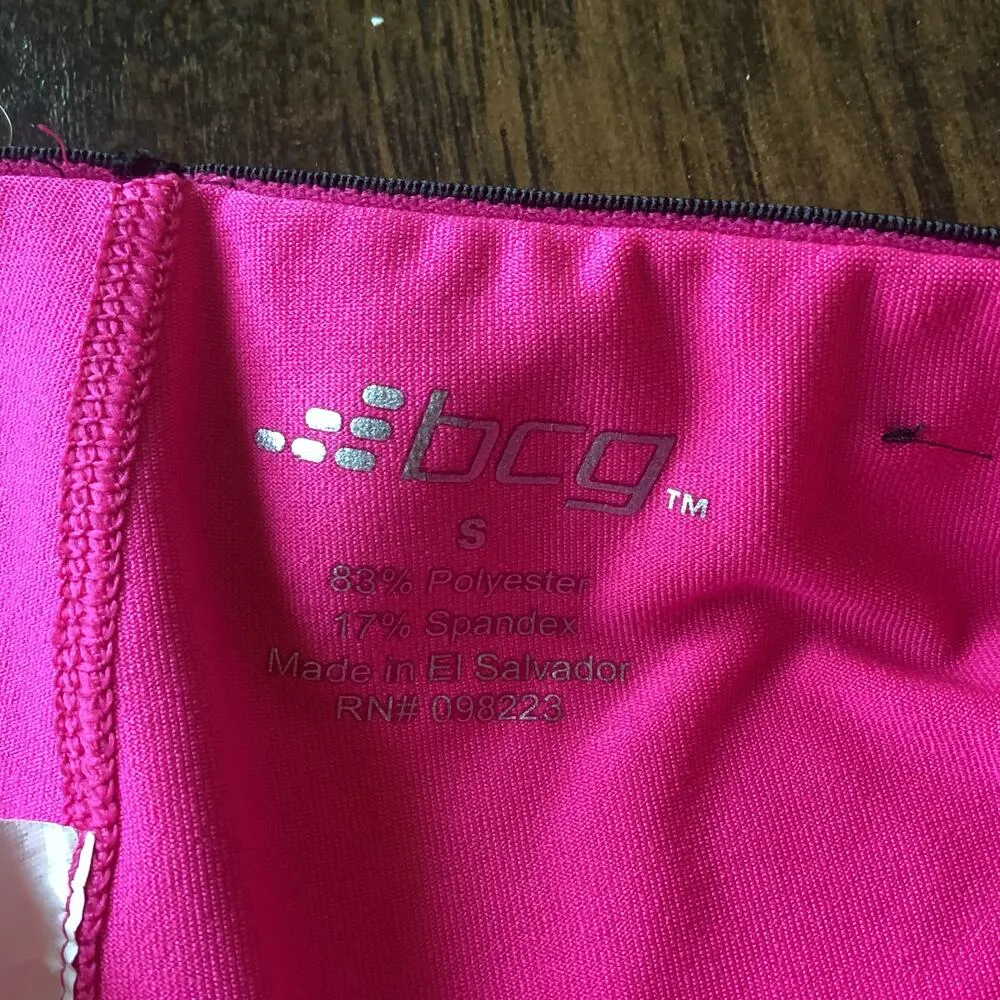 bcg™
S
83% Polyester
17% Spandex
Made in El Salvador
RN# 098223